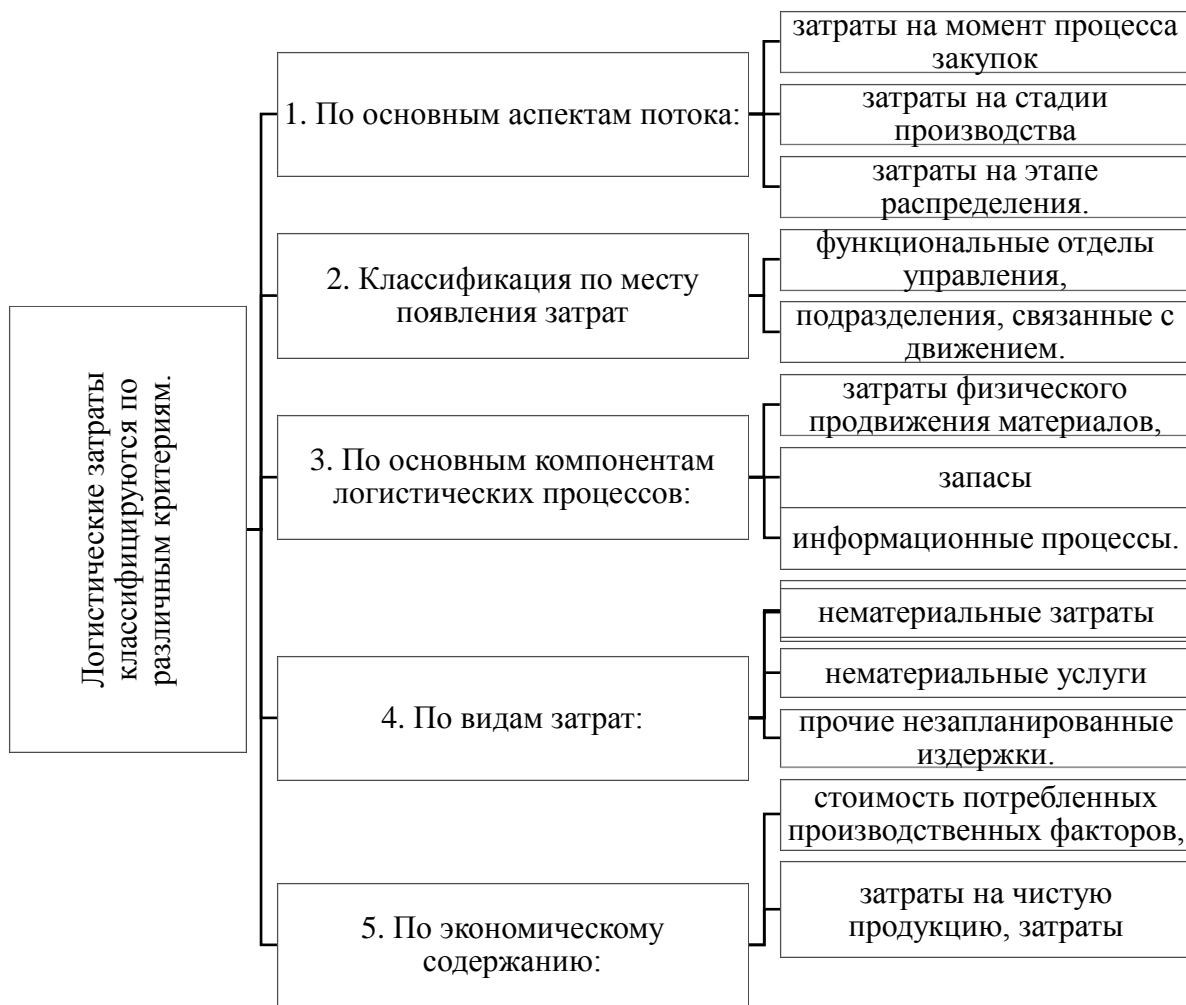 Логистические затраты
классифицируются по
различным критериям.
1. По основным аспектам потока:
затраты на момент процесса
закупок
затраты на стадии
производства
затраты на этапе
распределения.
2. Классификация по месту
появления затрат
функциональные отделы
управления,
подразделения, связанные с
движением.
3. По основным компонентам
логистических процессов:
затраты физического
продвижения материалов,
запасы
информационные процессы.
4. По видам затрат:
нематериальные затраты
нематериальные услуги
прочие незапланированные
издержки.
5. По экономическому
содержанию:
стоимость потребленных
производственных факторов,
затраты на чистую
продукцию, затраты